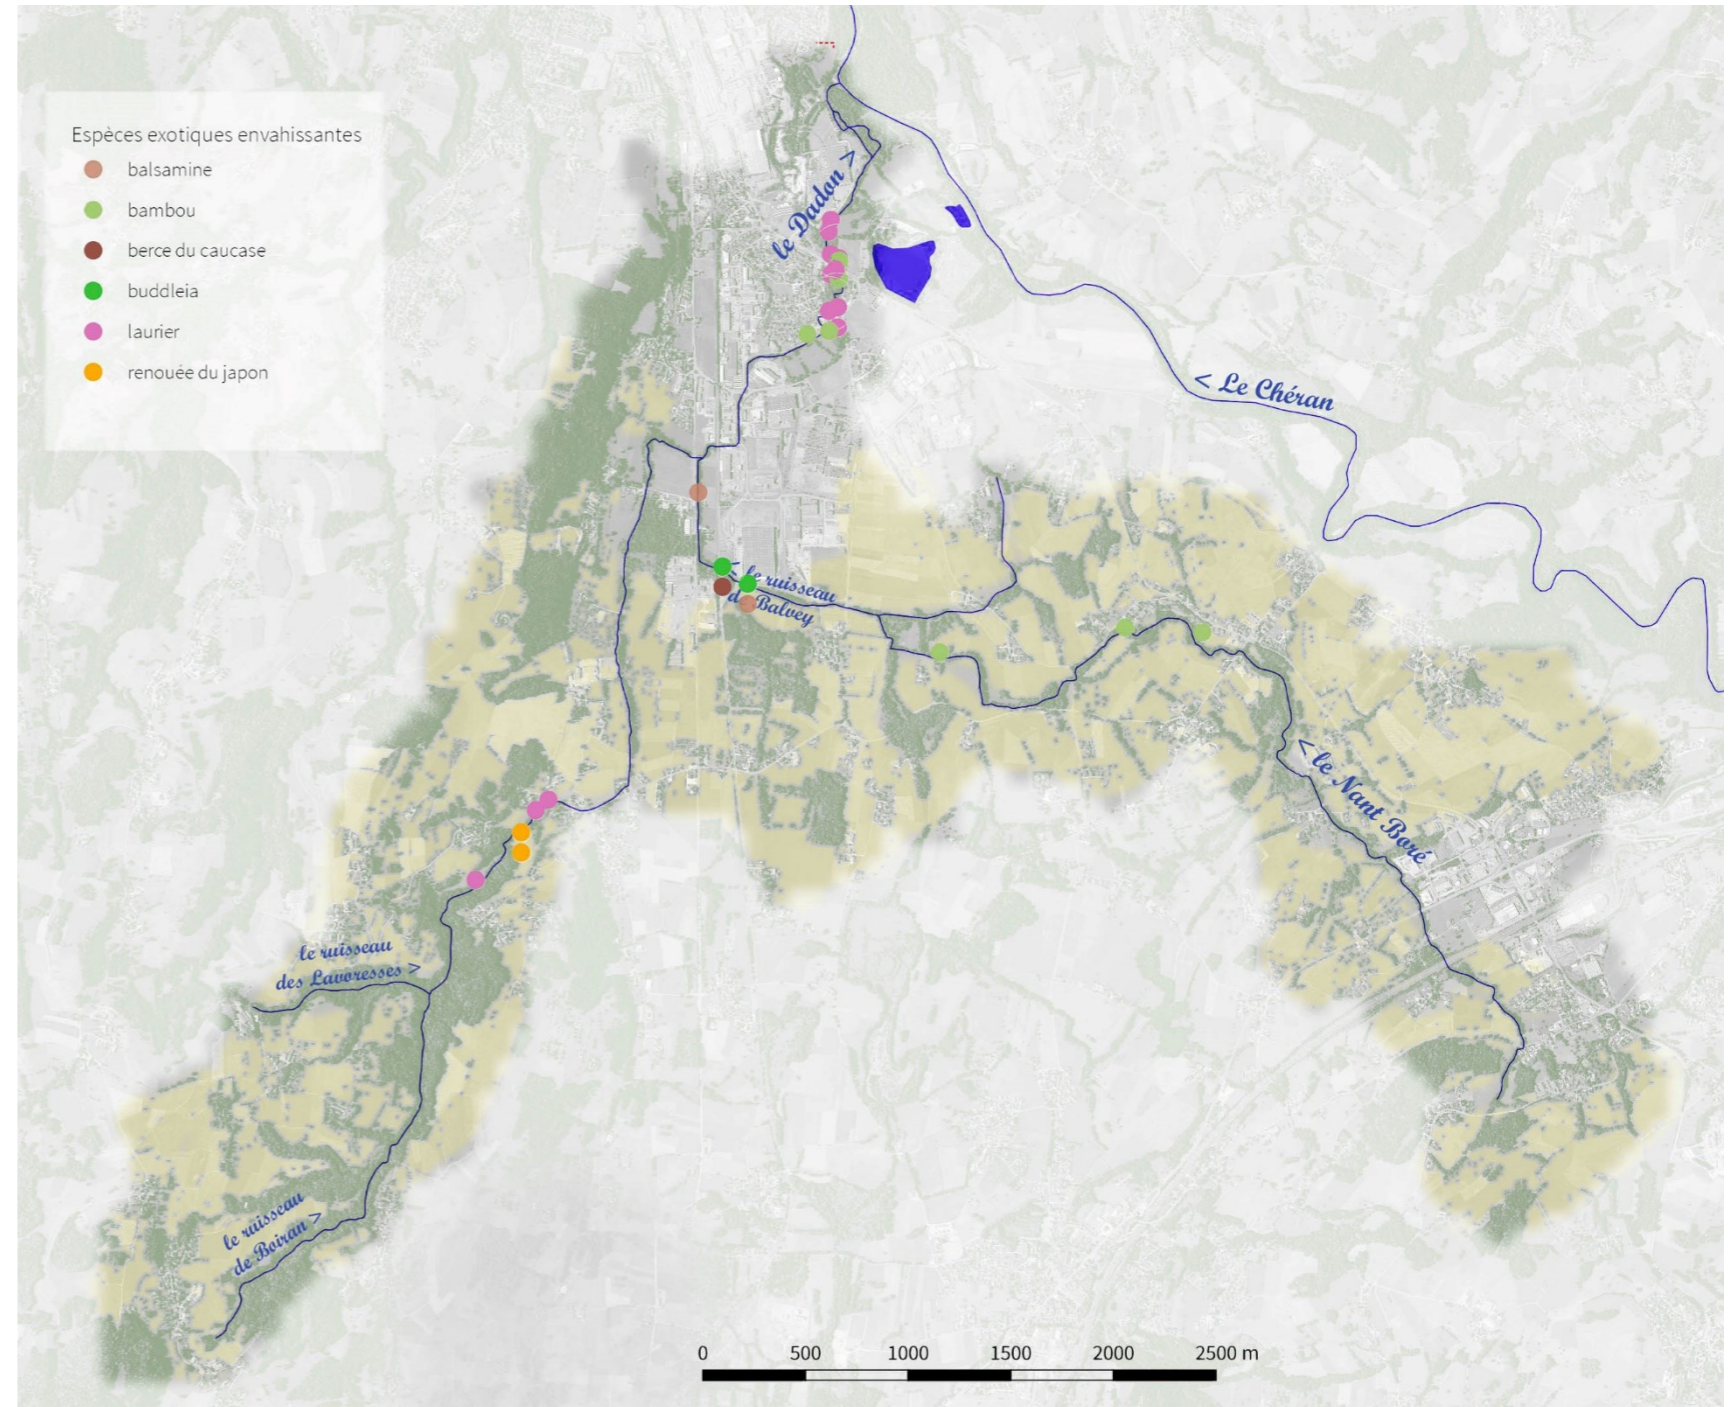 Espèces exotiques envahissantes
balsamine
bambou
berce du caucase
buddleia
laurier
renouée du japon
le Dadon >
< Le Chéran
< le ruisseau
de Balvey
< le Nant Boré
le ruisseau
des Lavoresses >
le ruisseau
de Boiran >
0 500 1000 1500 2000 2500 m